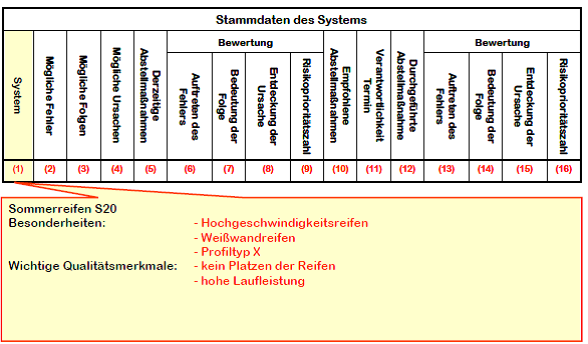 Stammdaten des Systems
Bewertung
Bewertung
System
Mögliche Fehler
Mögliche Folgen
Mögliche Ursachen
Derzeitige
Abstellmaßnahmen
Auftreten des
Fehlers
Bedeutung der
Folge
Entdeckung der
Ursache
Risikoprioritätszahl
Empfohlene
Abstellmaßnahmen
Verantwortlichkeit
Termin
Durchgeführte
Abstellmaßnahme
Auftreten des
Fehlers
Bedeutung der
Folge
Entdeckung der
Ursache
Risikoprioritätszahl
(1) (2) (3) (4) (5) (6) (7) (8) (9) (10) (11) (12) (13) (14) (15) (16)
Sommerreifen S20
Besonderheiten: - Hochgeschwindigkeitsreifen
- Weißwandreifen
- Profiltyp X
Wichtige Qualitätsmerkmale: - kein Platzen der Reifen
- hohe Laufleistung